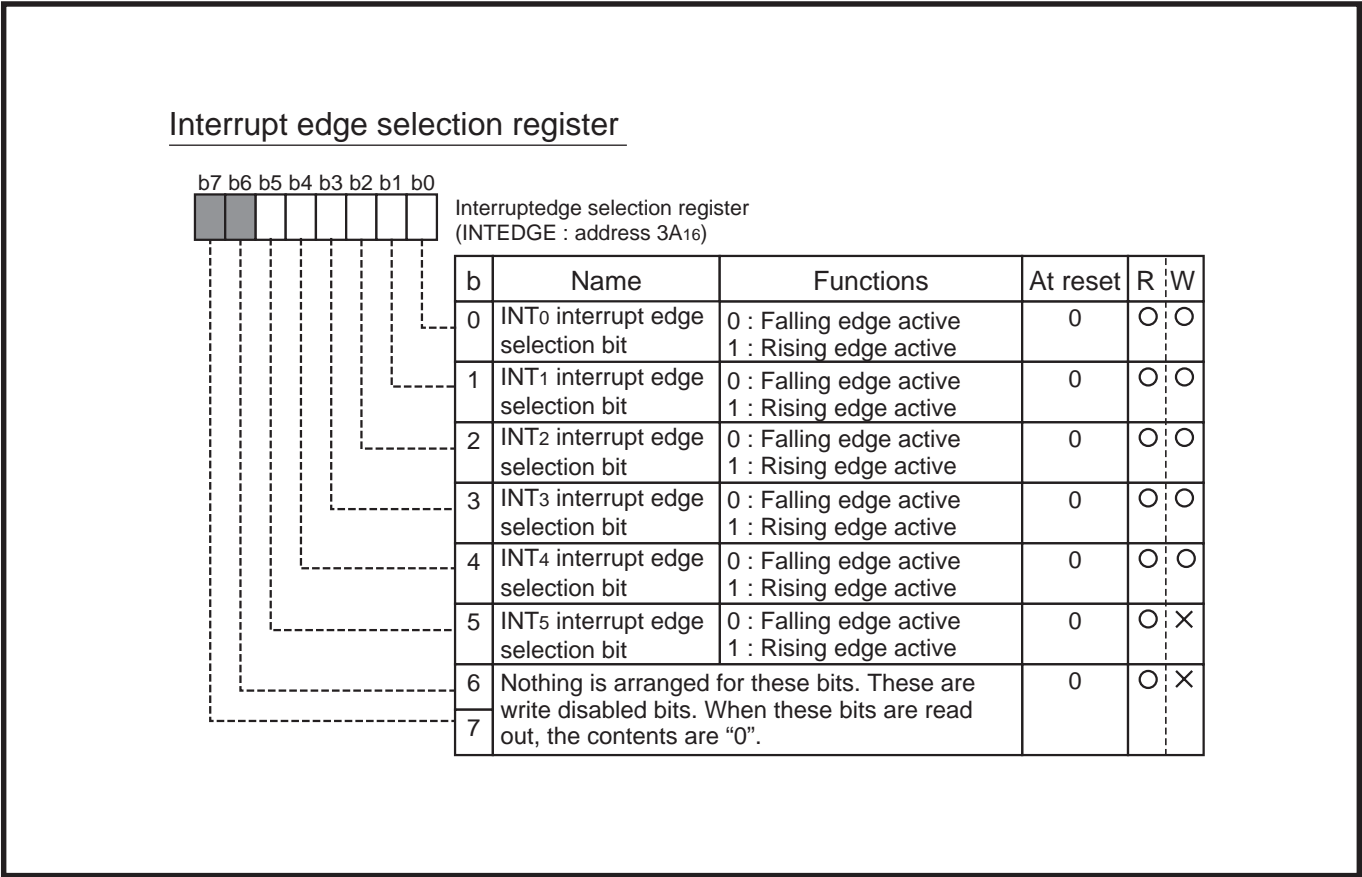 Interrupt edge selection register
b7 b6 b5 b4 b3 b2 b1 b0
Interruptedge selection register
(INTEDGE : address 3A16)
b Name Functions At reset R W
0 INT0 interrupt edge selection bit 0 : Falling edge active 1 : Rising edge active 0 ○ ○
1 INT1 interrupt edge selection bit 0 : Falling edge active 1 : Rising edge active 0 ○ ○
2 INT2 interrupt edge selection bit 0 : Falling edge active 1 : Rising edge active 0 ○ ○
3 INT3 interrupt edge selection bit 0 : Falling edge active 1 : Rising edge active 0 ○ ○
4 INT4 interrupt edge selection bit 0 : Falling edge active 1 : Rising edge active 0 ○ ○
5 INT5 interrupt edge selection bit 0 : Falling edge active 1 : Rising edge active 0 ○ ×
6 Nothing is arranged for these bits. These are 0 ○ ×
write disabled bits. When these bits are read
7 out, the contents are “0”.